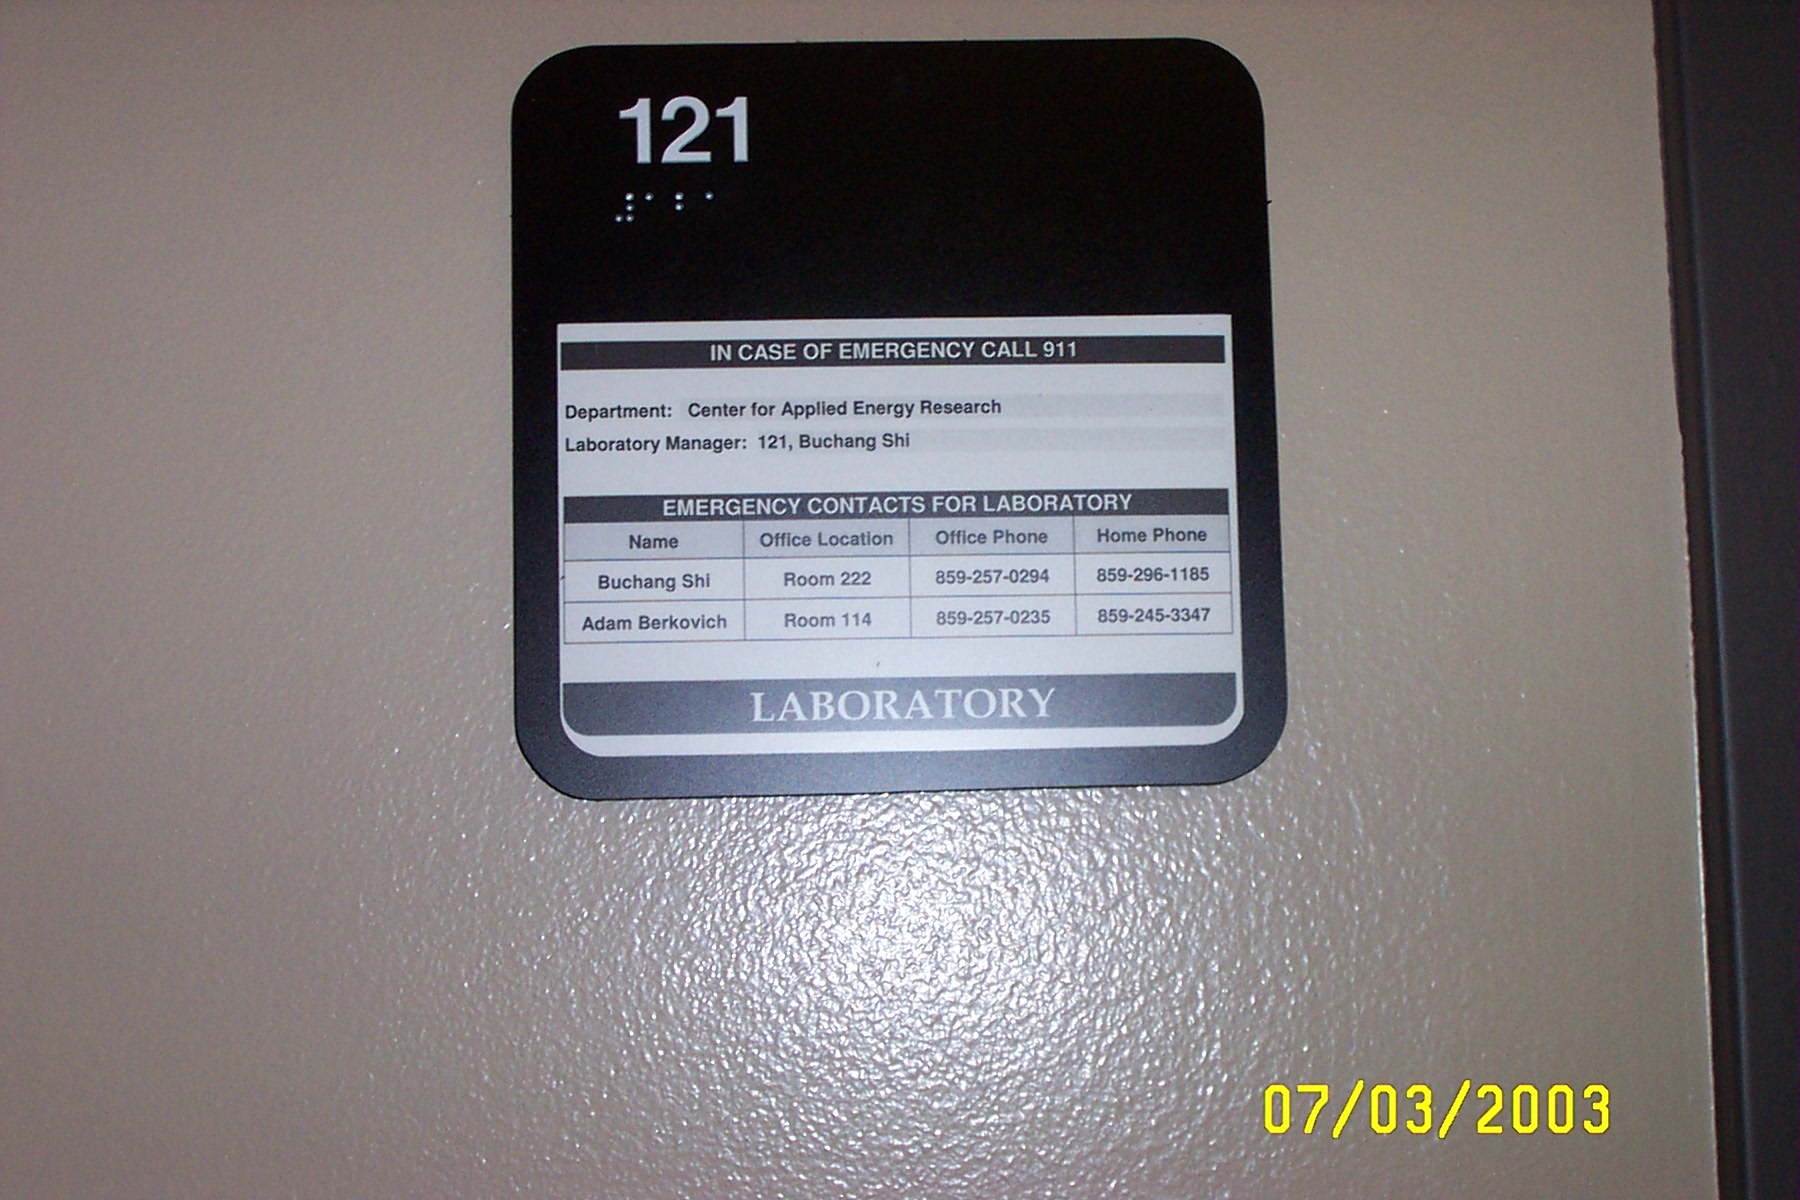 121
⠼⠁⠃⠁
IN CASE OF EMERGENCY CALL 911
Department: Center for Applied Energy Research
Laboratory Manager: 121, Buchang Shi
EMERGENCY CONTACTS FOR LABORATORY
Name Office Location Office Phone Home Phone
Buchang Shi Room 222 859-257-0294 859-296-1185
Adam Berkovich Room 114 859-257-0235 859-245-3347
LABORATORY
07/03/2003